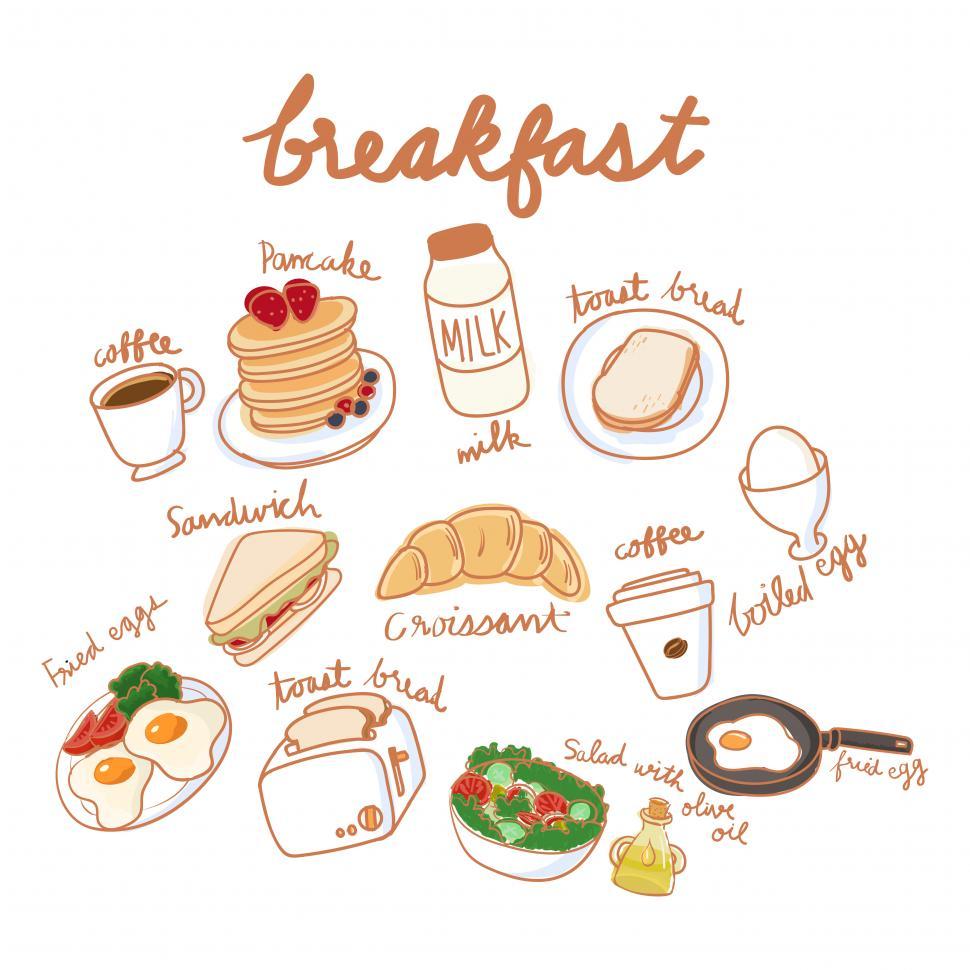 breakfast
Pancake
MILK
milk
toast bread
coffee
Sandwich
Croissant
coffee
boiled egg
Fried eggs
toast bread
Salad with
olive
oil
fried egg